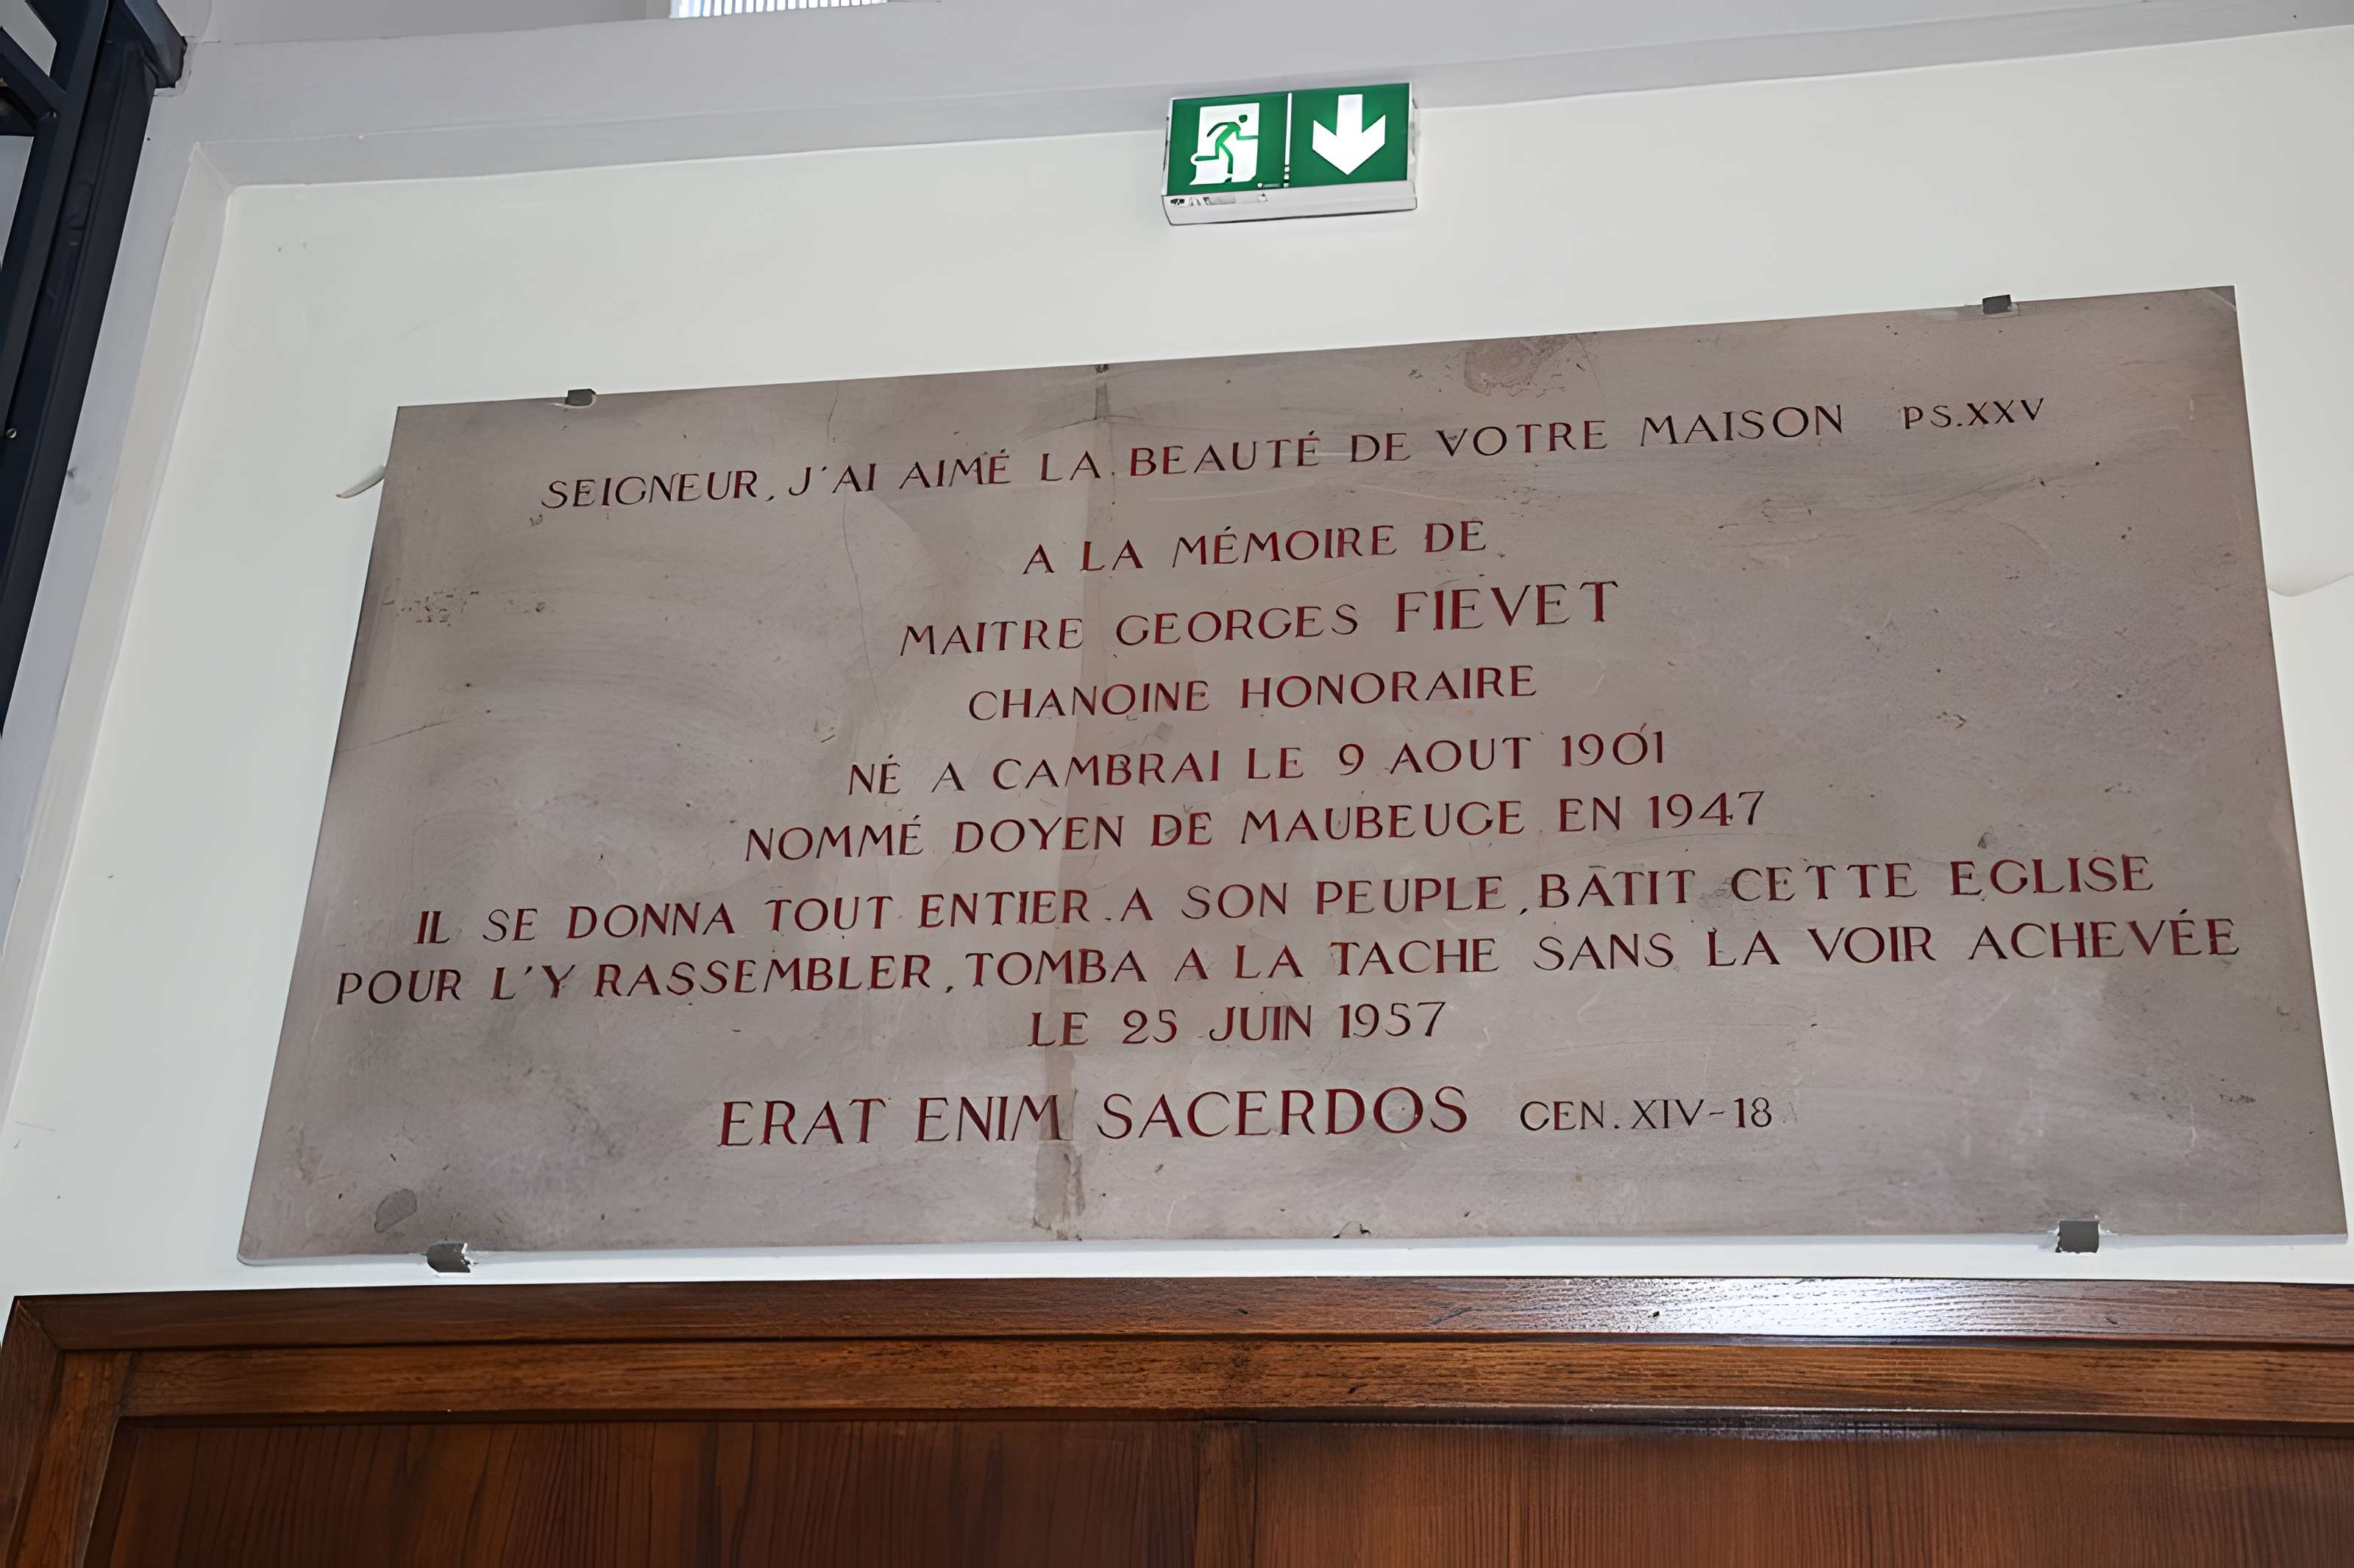 SEIGNEUR, J'AI AIMÉ LA BEAUTÉ DE VOTRE MAISON PS.XXV
A LA MÉMOIRE DE
MAITRE GEORGES FIEVET
CHANOINE HONORAIRE
NÉ A CAMBRAI LE 9 AOUT 1901
NOMMÉ DOYEN DE MAUBEUGE EN 1947
IL SE DONNA TOUT ENTIER A SON PEUPLE, BÂTIT CETTE EGLISE
POUR L'Y RASSEMBLER, TOMBA A LA TACHE SANS LA VOIR ACHEVÉE
LE 25 JUIN 1957
ERAT ENIM SACERDOS GEN. XIV-18